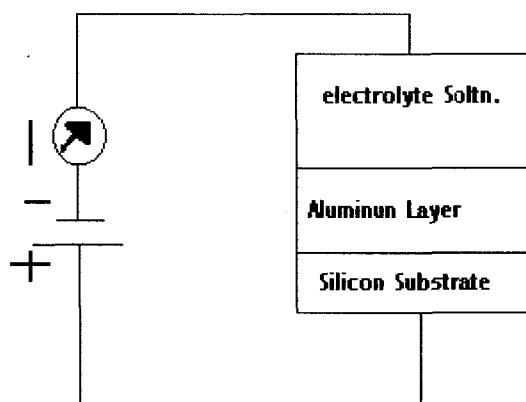 electrolyte Soltn.
I
-
Aluminun Layer
+
Silicon Substrate